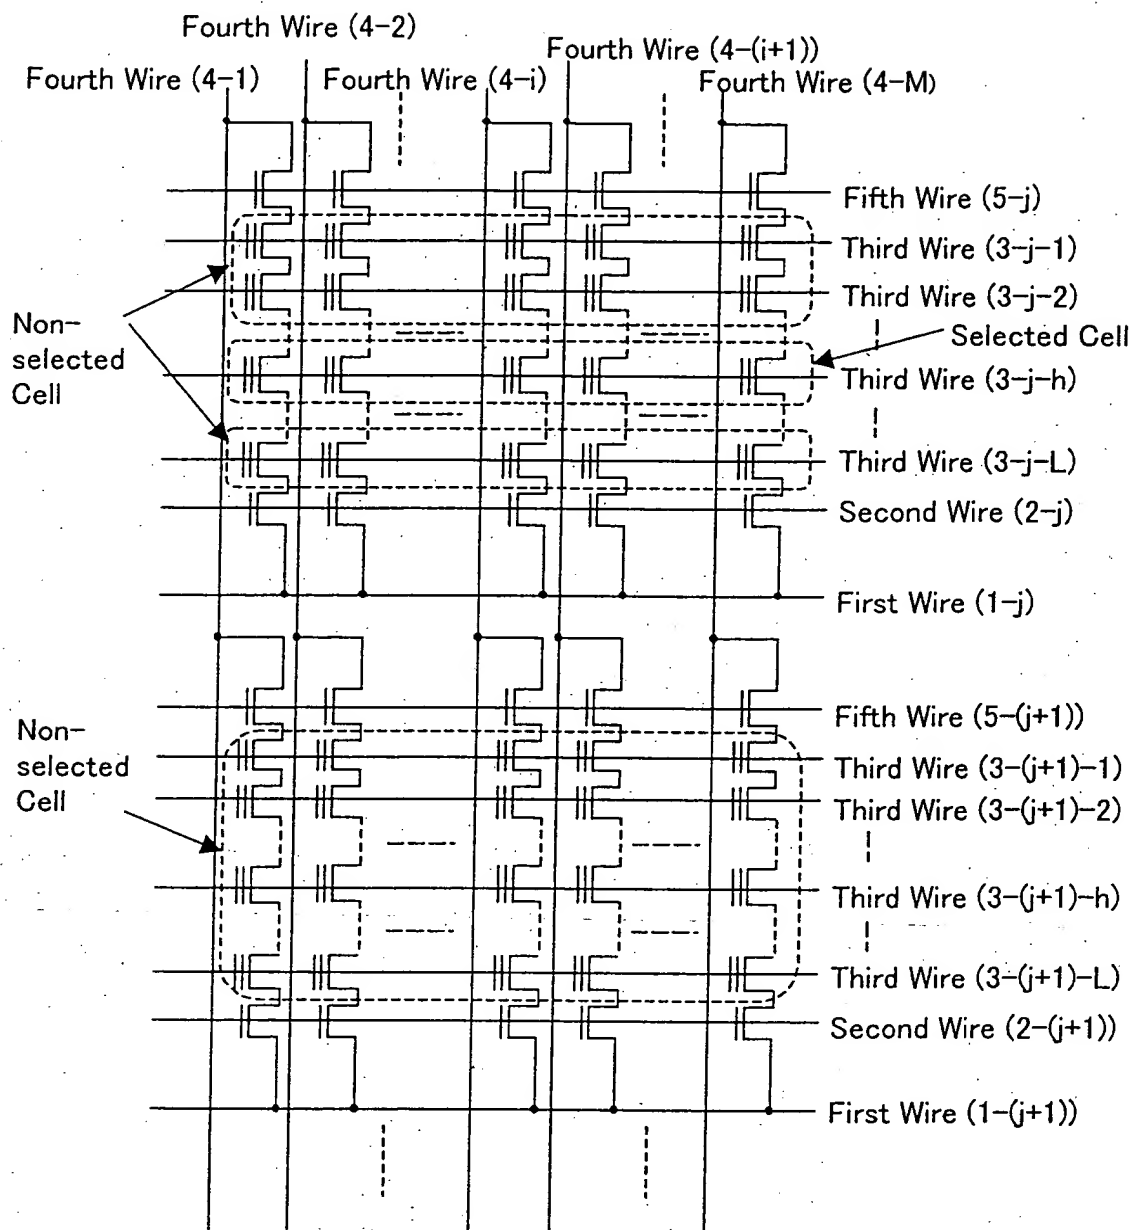 Fourth Wire (4-2)
Fourth Wire (4-(i+1))
Fourth Wire (4-1)
Fourth Wire (4-i)
Fourth Wire (4-M)
Fifth Wire (5-j)
Third Wire (3-j-1)
Third Wire (3-j-2)
Non-
selected
Cell
Selected Cell
Third Wire (3-j-h)
Third Wire (3-j-L)
Second Wire (2-j)
First Wire (1-j)
Fifth Wire (5-(j+1))
Non-
selected
Cell
Third Wire (3-(j+1)-1)
Third Wire (3-(j+1)-2)
Third Wire (3-(j+1)-h)
Third Wire (3-(j+1)-L)
Second Wire (2-(j+1))
First Wire (1-(j+1))